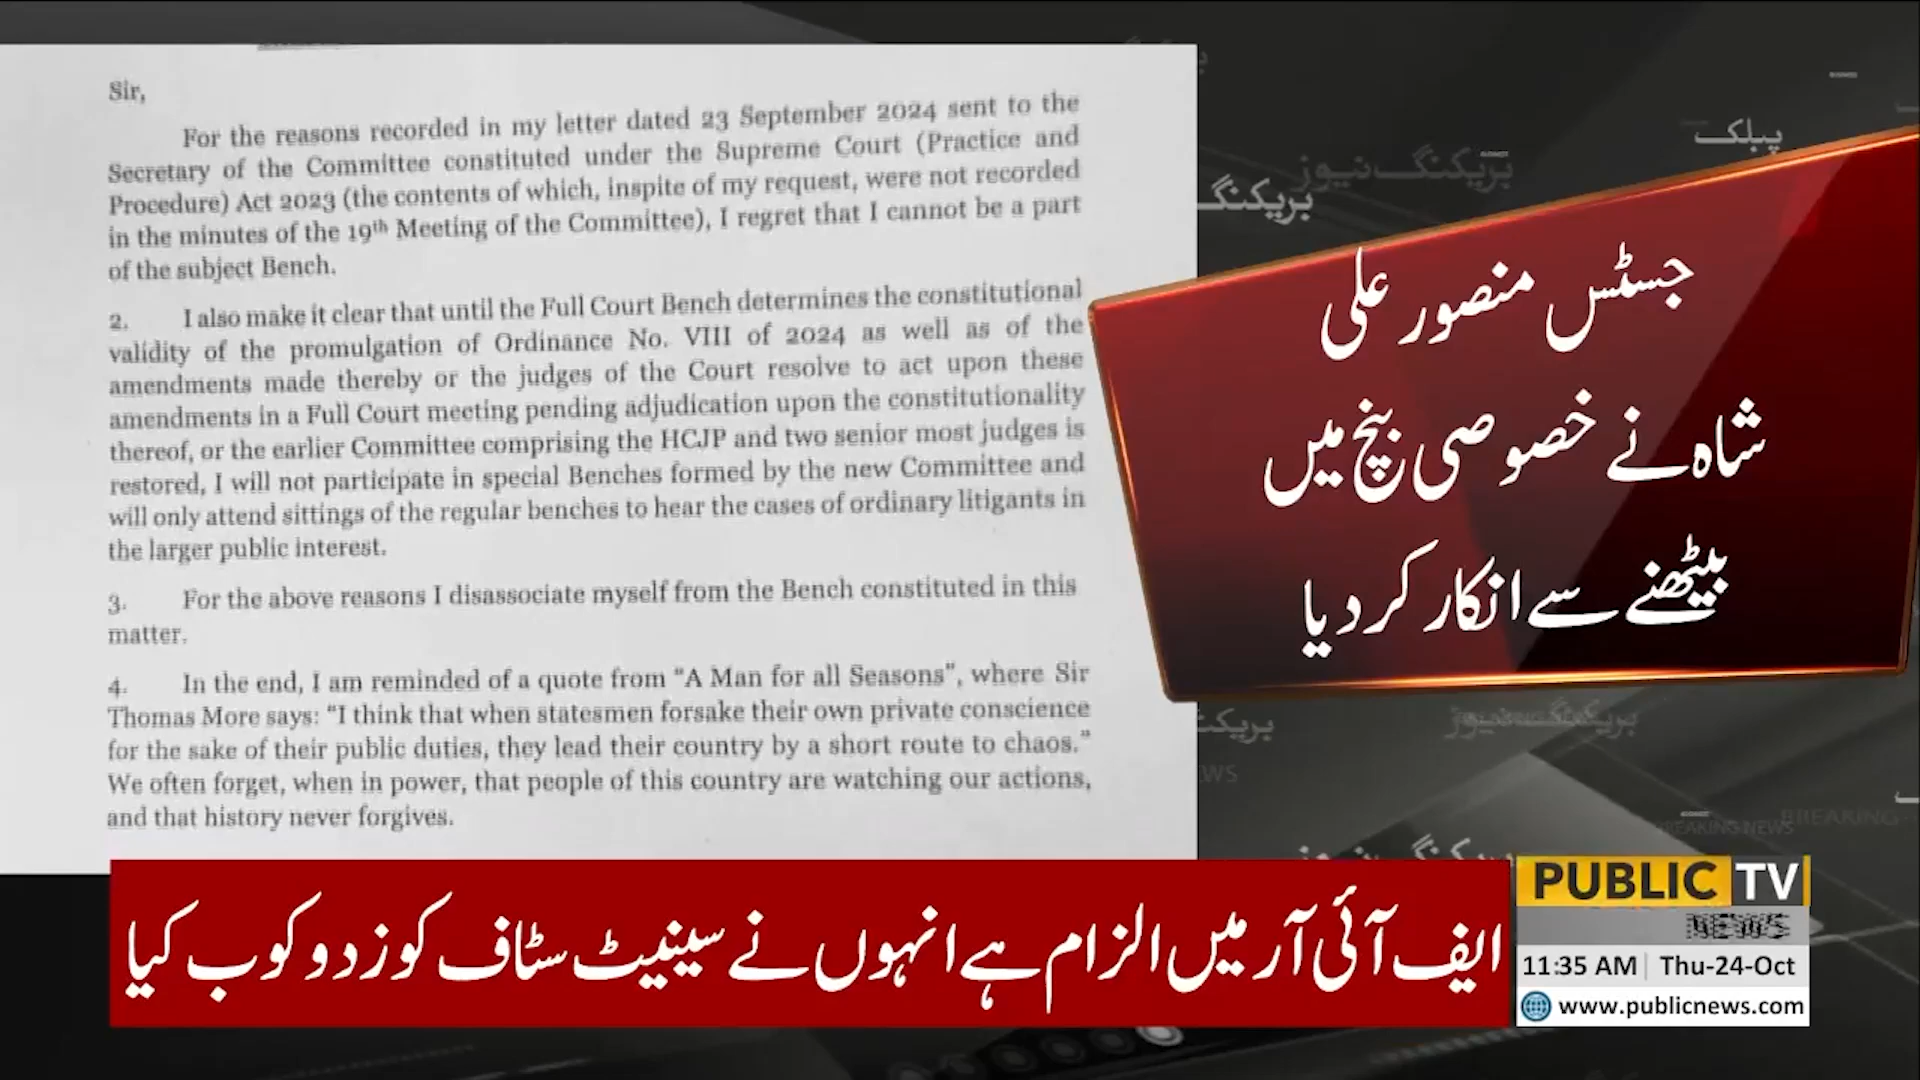 Sir,
For the reasons recorded in my letter dated 23 September 2024 sent to the
Secretary of the Committee constituted under the Supreme Court (Practice and
Procedure) Act 2023 (the contents of which, inspite of my request, were not recorded
in the minutes of the 19th Meeting of the Committee), I regret that I cannot be a part
of the subject Bench.
2. I also make it clear that until the Full Court Bench determines the constitutional
validity of the promulgation of Ordinance No. VIII of 2024 as well as of the
amendments made thereby or the judges of the Court resolve to act upon these
amendments in a Full Court meeting pending adjudication upon the constitutionality
thereof, or the earlier Committee comprising the HCJP and two senior most judges is
restored, I will not participate in special Benches formed by the new Committee and
will only attend sittings of the regular benches to hear the cases of ordinary litigants in
the larger public interest.
3. For the above reasons I disassociate myself from the Bench constituted in this
matter.
4. In the end, I am reminded of a quote from "A Man for all Seasons", where Sir
Thomas More says: "I think that when statesmen forsake their own private conscience
for the sake of their public duties, they lead their country by a short route to chaos."
We often forget, when in power, that people of this country are watching our actions,
and that history never forgives.
پبلک
بریکنگ نیوز
بریکنگ
جسٹس منصور علی
شاہ نے خصوصی بنچ میں
بیٹھنے سے انکار کر دیا
بریکنگ نیوز
BREAKING NEWS
BREAKING
ایف آئی آر میں الزام ہے انہوں نے سینیٹ سٹاف کو زدو کوب کیا
PUBLIC TV
NEWS
11:35 AM | Thu-24-Oct
www.publicnews.com